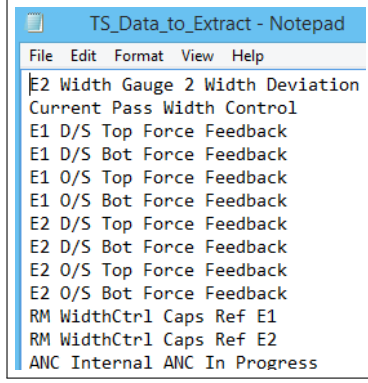 TS_Data_to_Extract - Notepad
File Edit Format View Help
E2 Width Gauge 2 Width Deviation
Current Pass Width Control
E1 D/S Top Force Feedback
E1 D/S Bot Force Feedback
E1 O/S Top Force Feedback
E1 O/S Bot Force Feedback
E2 D/S Top Force Feedback
E2 D/S Bot Force Feedback
E2 O/S Top Force Feedback
E2 O/S Bot Force Feedback
RM WidthCtrl Caps Ref E1
RM WidthCtrl Caps Ref E2
ANC Internal ANC In Progress